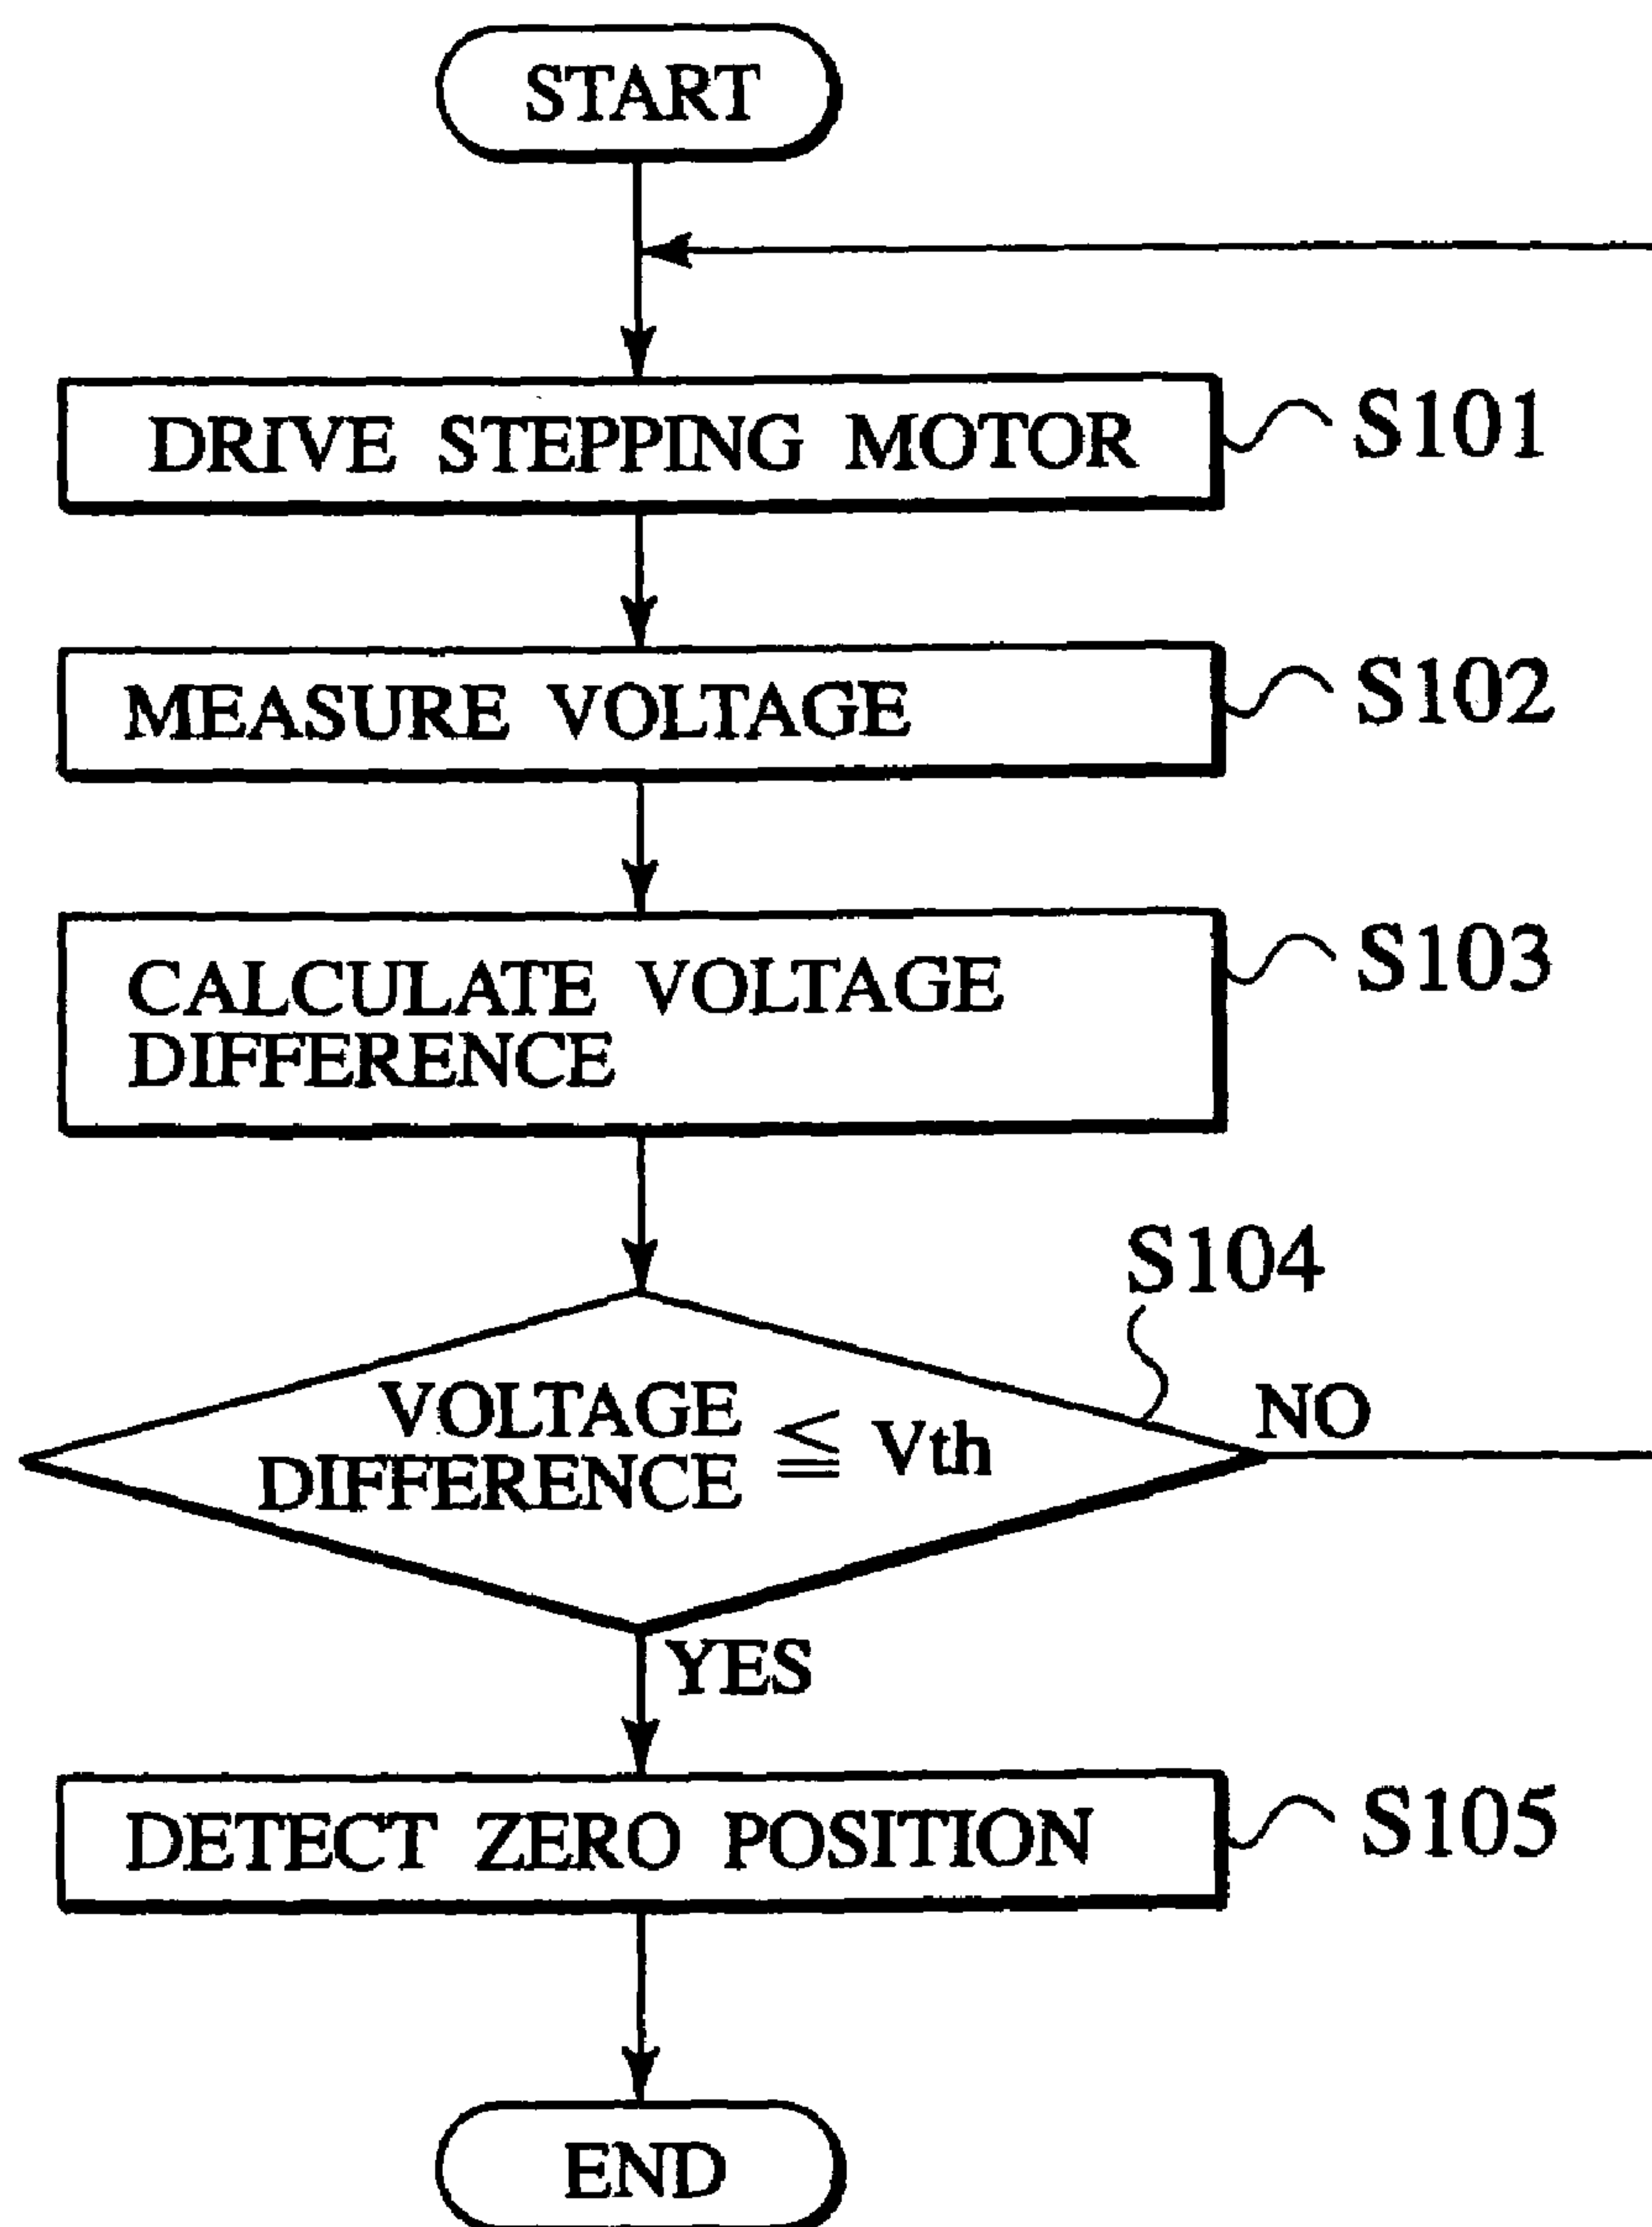 START
DRIVE STEPPING MOTOR
S101
MEASURE VOLTAGE
S102
CALCULATE VOLTAGE
DIFFERENCE
S103
S104
VOLTAGE
DIFFERENCE ≦ Vth
NO
YES
DETECT ZERO POSITION
S105
END